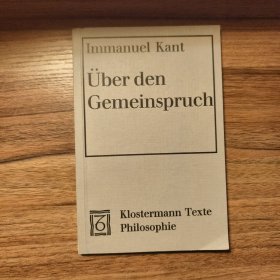 Immanuel Kant
Über den
Gemeinspruch
Klostermann Texte
Philosophie